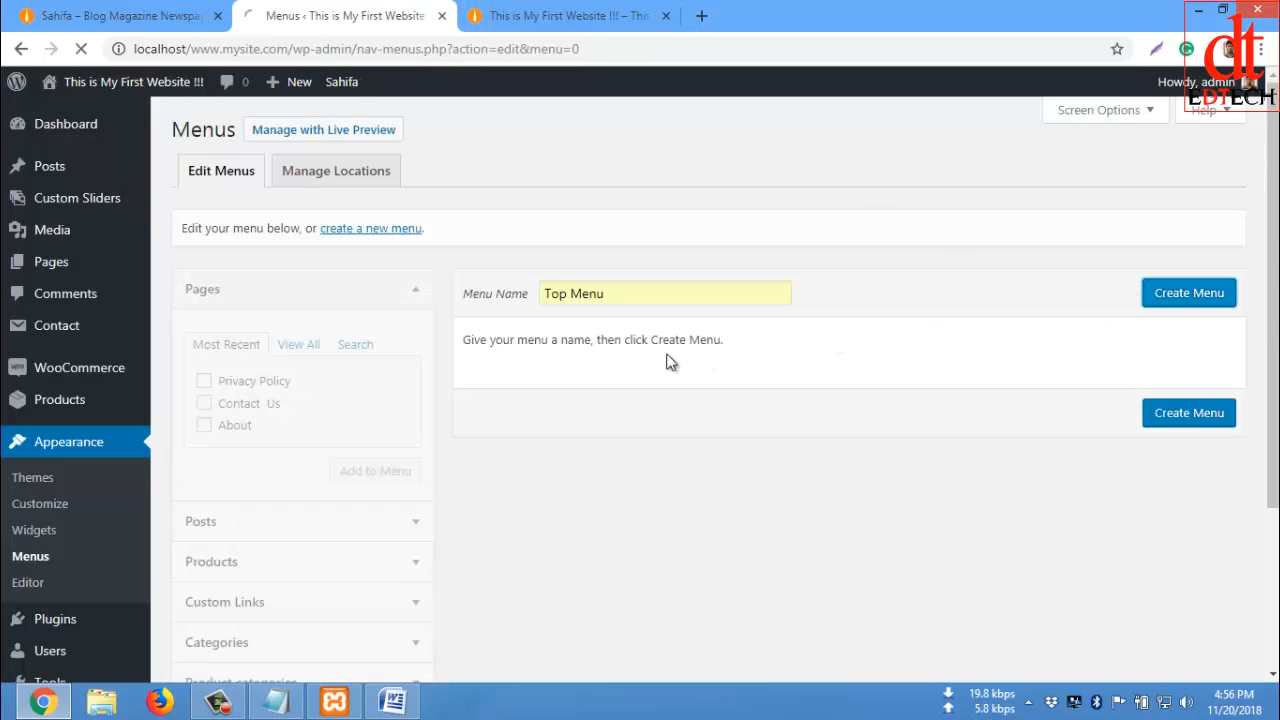 Sahifa – Blog Magazine Newspa
Menus ‹ This is My First Website
This is My First Website !!! – This
localhost/www.mysite.com/wp-admin/nav-menus.php?action=edit&menu=0
dt
EDTECH
This is My First Website !!!
0
New
Sahifa
Howdy, admin
Screen Options
Help
Dashboard
Posts
Custom Sliders
Media
Pages
Comments
Contact
WooCommerce
Products
Appearance
Themes
Customize
Widgets
Menus
Editor
Plugins
Users
Tools
Menus
Manage with Live Preview
Edit Menus
Manage Locations
Edit your menu below, or create a new menu.
Pages
Most Recent
View All
Search
Privacy Policy
Contact Us
About
Add to Menu
Posts
Products
Custom Links
Categories
Product categories
Menu Name
Top Menu
Create Menu
Give your menu a name, then click Create Menu.
Create Menu
19.8 kbps
5.8 kbps
4:56 PM
11/20/2018